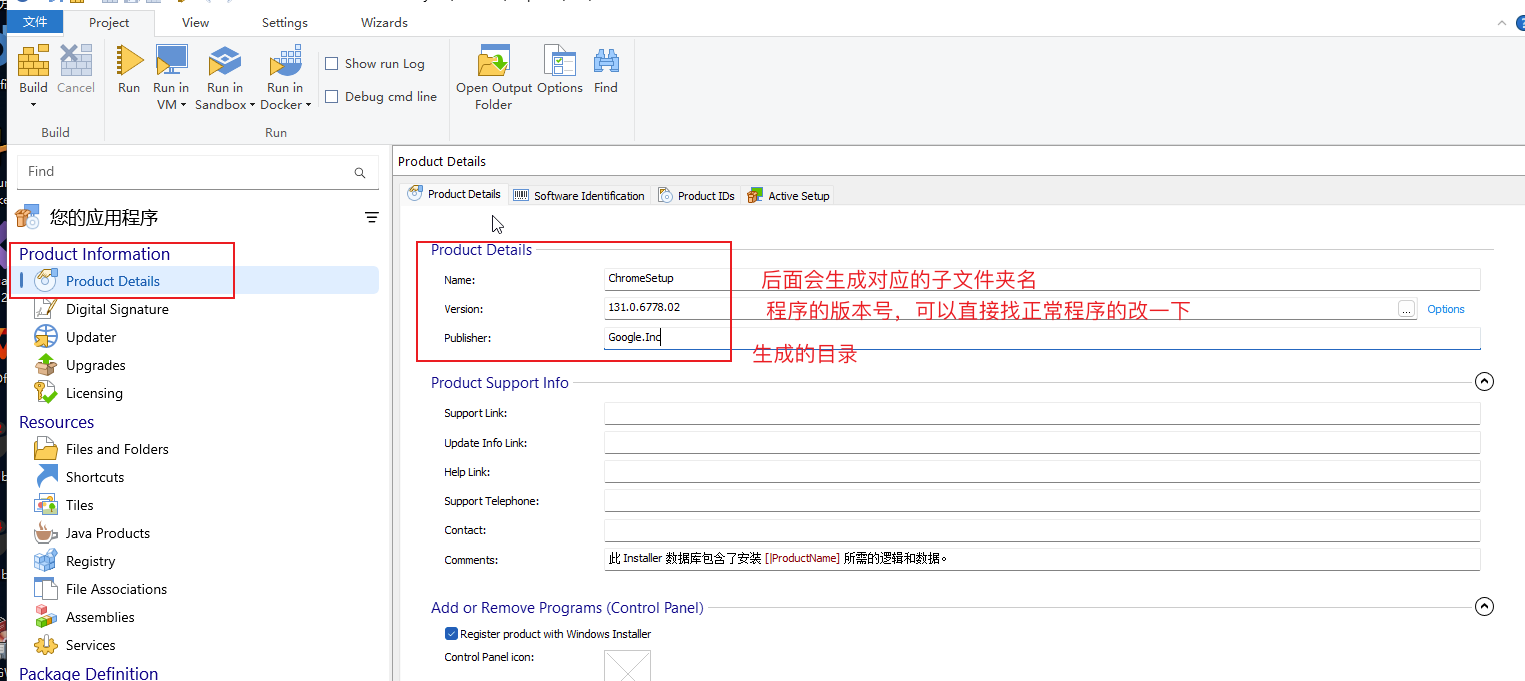 文件
Project
View
Settings
Wizards
Build
Cancel
Run
Run in VM
Run in Sandbox
Run in Docker
Show run Log
Debug cmd line
Open Output Folder
Options
Find
Build
Run
Find
您的应用程序
Product Information
Product Details
Digital Signature
Updater
Upgrades
Licensing
Resources
Files and Folders
Shortcuts
Tiles
Java Products
Registry
File Associations
Assemblies
Services
Package Definition
Product Details
Product Details
Software Identification
Product IDs
Active Setup
Product Details
Name: ChromeSetup 后面会生成对应的子文件夹名
Version: 131.0.6778.02 程序的版本号，可以直接找正常程序的改一下 ... Options
Publisher: Google.Inc
生成的目录
Product Support Info
Support Link:
Update Info Link:
Help Link:
Support Telephone:
Contact:
Comments: 此 Installer 数据库包含了安装 [|ProductName] 所需的逻辑和数据。
Add or Remove Programs (Control Panel)
Register product with Windows Installer
Control Panel icon: